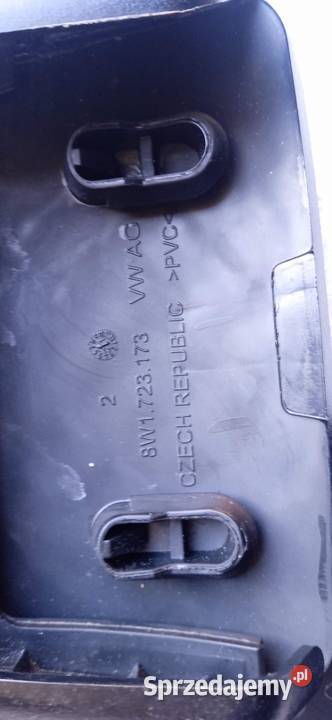 2
8W1.723.173 VW AG
CZECH REPUBLIC >PVC<
Sprzedajemy.pl